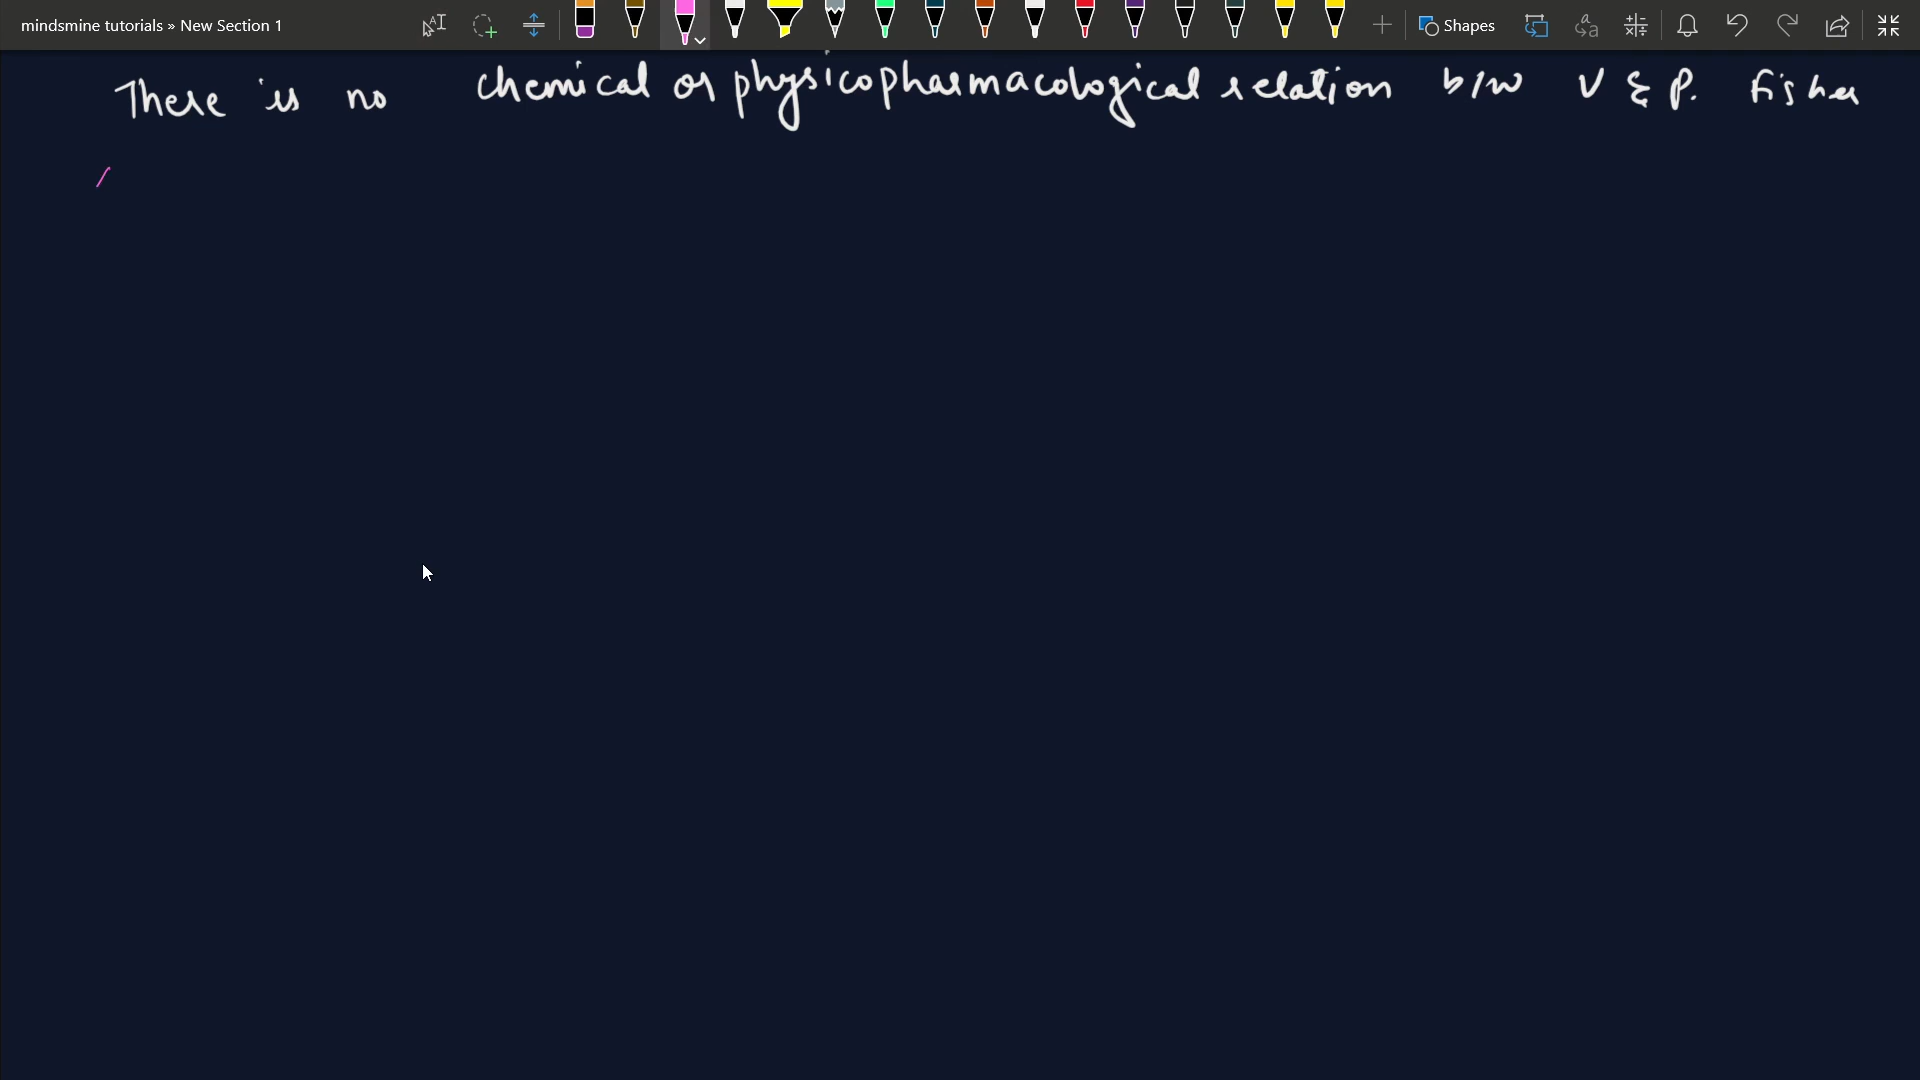 mindsmine tutorials » New Section 1
Shapes
There is no chemical or physicopharmacological relation b/w V & P. fisher